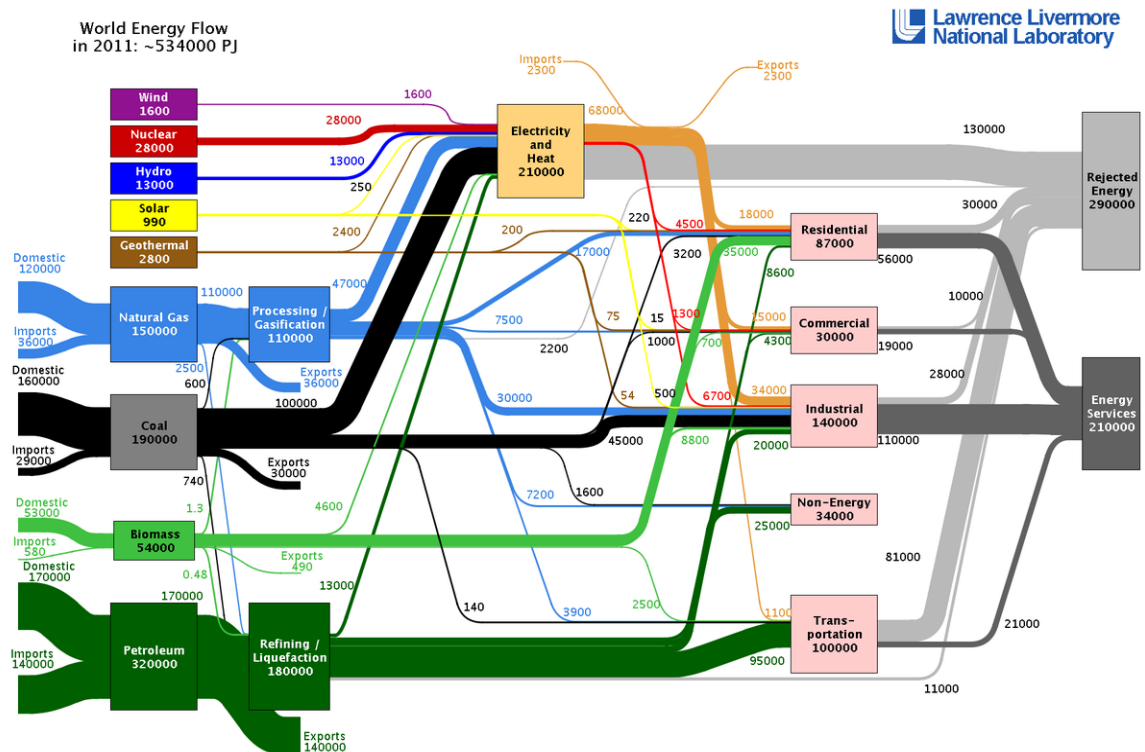 World Energy Flow
in 2011: ~534000 PJ
Lawrence Livermore
National Laboratory
Imports
2300
Exports
2300
Wind
1600
1600
68000
130000
Nuclear
28000
28000
Electricity
and
Heat
210000
Rejected
Energy
290000
Hydro
13000
13000
250
Solar
990
2400
200
220
4500
18000
Residential
87000
30000
56000
Geothermal
2800
17000
3200
35000
8600
Domestic
120000
110000
47000
Natural Gas
150000
Processing /
Gasification
110000
Imports
36000
2500
Exports
36000
7500
2200
75
15
1000
1300
700
15000
4300
Commercial
30000
10000
19000
Domestic
160000
600
100000
30000
54
500
6700
34000
28000
Coal
190000
Industrial
140000
Energy
Services
210000
45000
8800
20000
110000
Imports
29000
740
Exports
30000
Domestic
53000
1.3
4600
7200
1600
25000
Non-Energy
34000
Imports
580
Biomass
54000
Exports
490
81000
Domestic
170000
0.48
170000
13000
140
3900
2500
1100
21000
Petroleum
320000
Refining /
Liquefaction
180000
Trans-
portation
100000
Imports
140000
95000
11000
Exports
140000